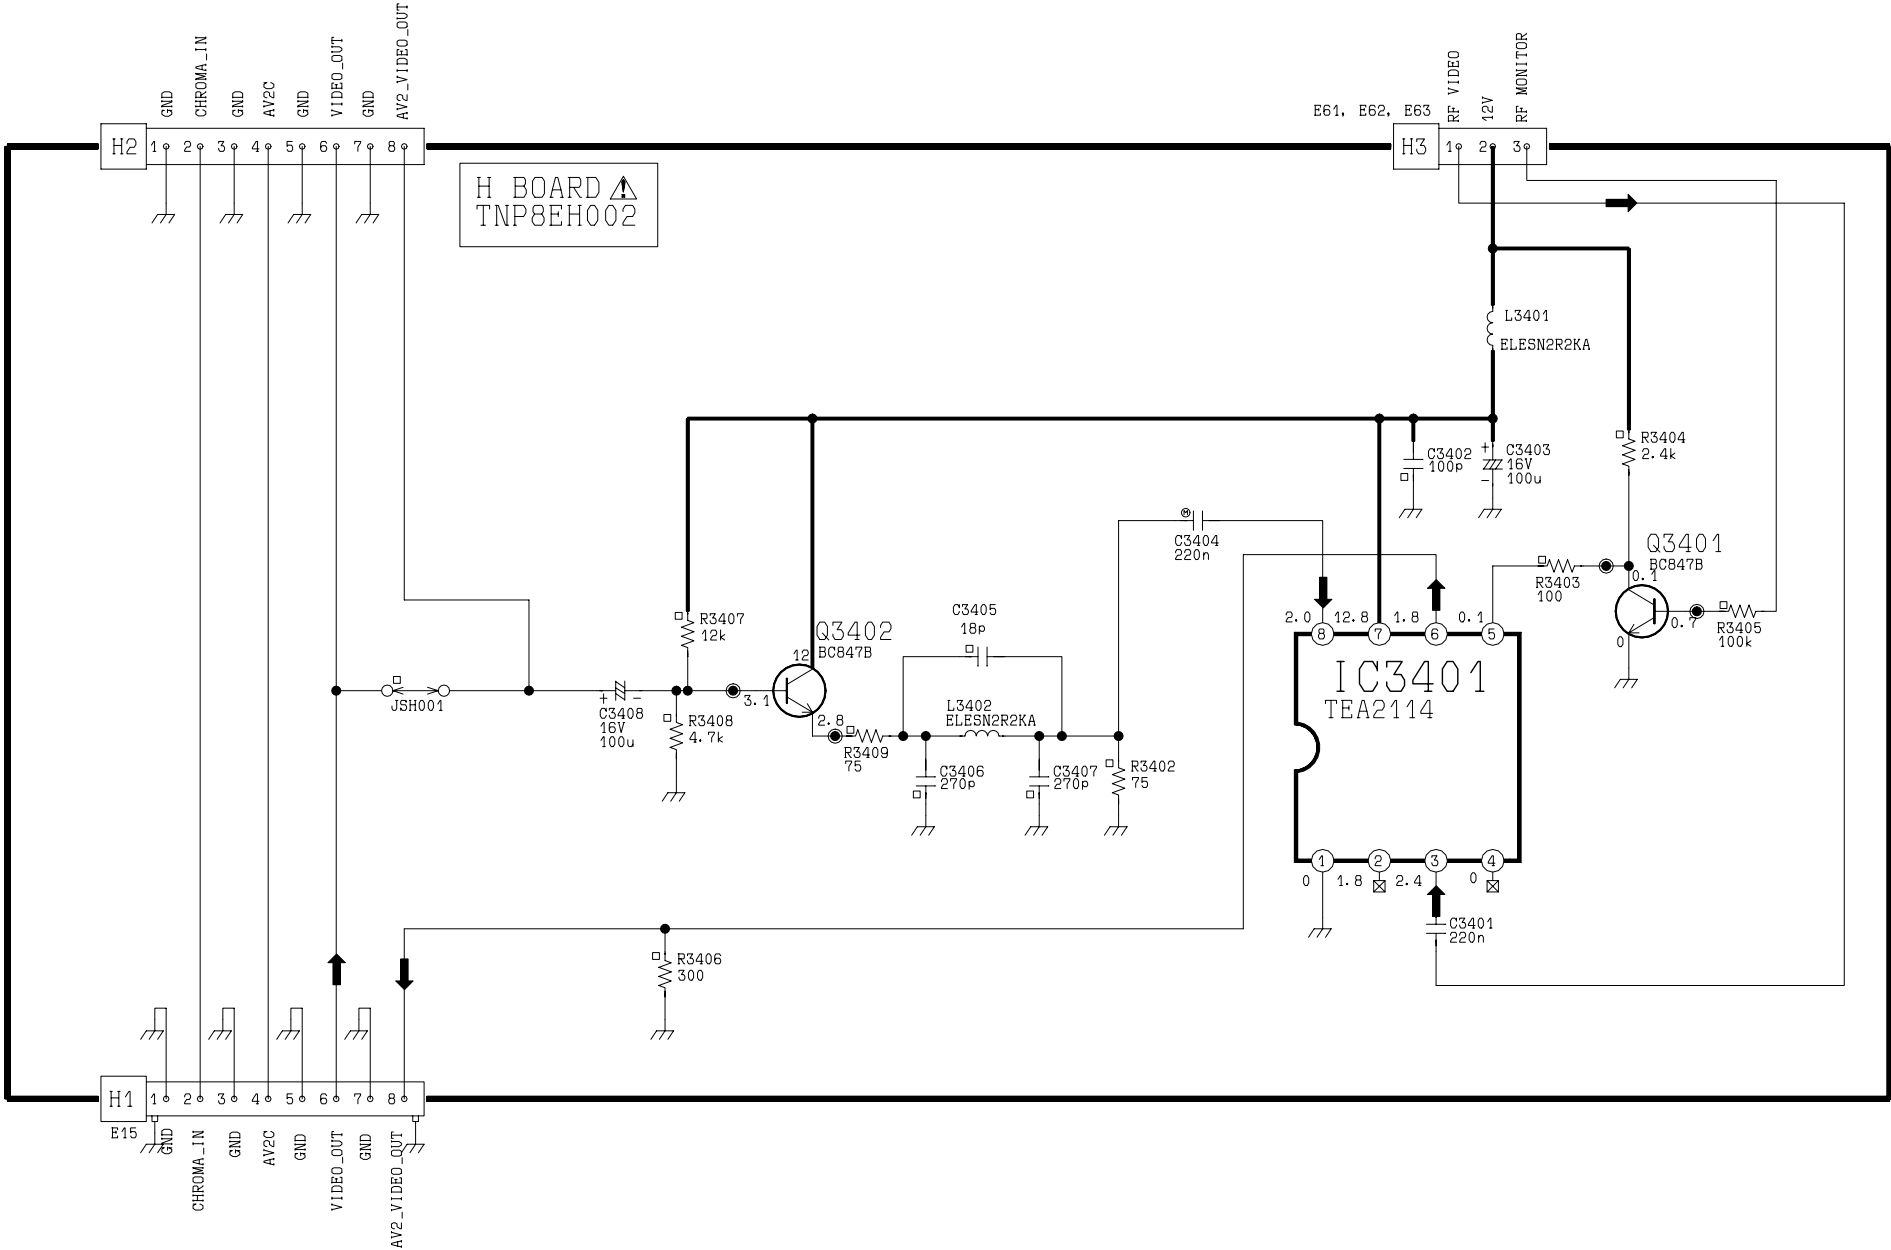 GND
CHROMA_IN
GND
AV2C
GND
VIDEO_OUT
GND
AV2_VIDEO_OUT
H2 1 2 3 4 5 6 7 8
H BOARD
TNP8EH002
E61, E62, E63
RF VIDEO
12V
RF MONITOR
H3 1 2 3
L3401
ELESN2R2KA
C3402
100p
+ C3403
16V
- 100u
R3404
2.4k
M
C3404
220n
Q3401
BC847B
0.1
R3403
100
0.7
0
R3405
100k
R3407
12k
Q3402
BC847B
12
3.1
2.8
C3405
18p
JSH001
+ -
C3408
16V
100u
R3408
4.7k
R3409
75
L3402
ELESN2R2KA
C3406
270p
C3407
270p
R3402
75
2.0 12.8 1.8 0.1
8 7 6 5
IC3401
TEA2114
1 2 3 4
0 1.8 2.4 0
C3401
220n
R3406
300
H1 1 2 3 4 5 6 7 8
E15
GND
CHROMA_IN
GND
AV2C
GND
VIDEO_OUT
GND
AV2_VIDEO_OUT